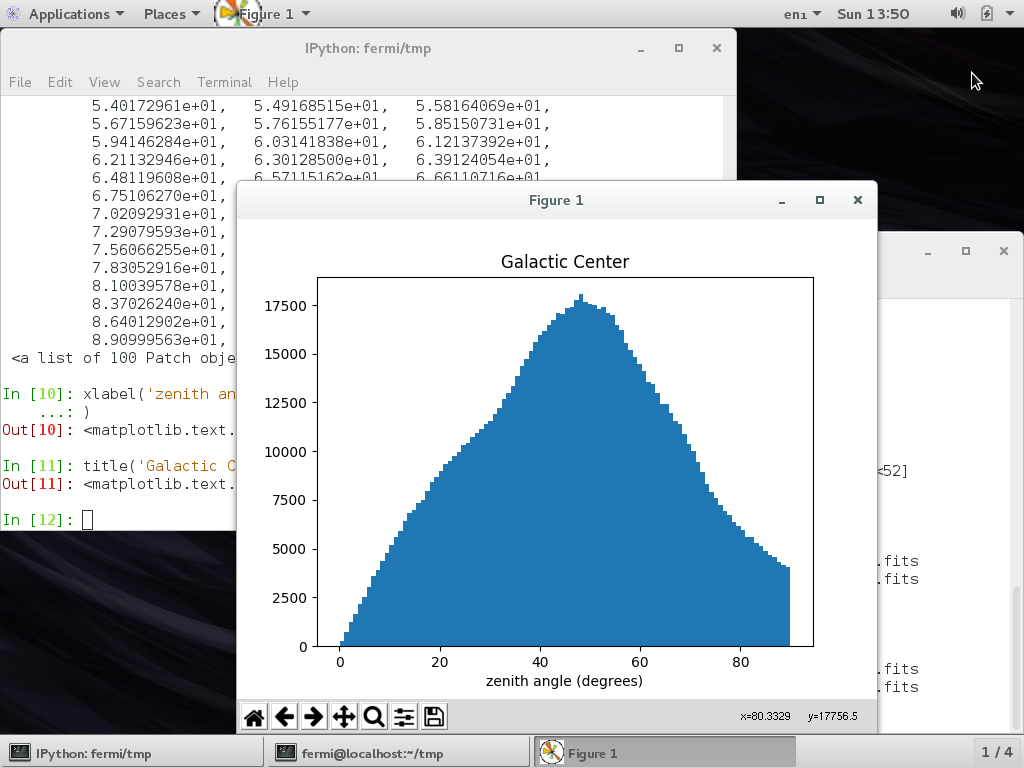 Applications Places Figure 1 en1 Sun 13:50
IPython: fermi/tmp
File Edit View Search Terminal Help
5.40172961e+01, 5.49168515e+01, 5.58164069e+01,
5.67159623e+01, 5.76155177e+01, 5.85150731e+01,
5.94146284e+01, 6.03141838e+01, 6.12137392e+01,
6.21132946e+01, 6.30128500e+01, 6.39124054e+01,
6.48119608e+01, 6.57115162e+01, 6.66110716e+01,
6.75106270e+01,
7.02092931e+01,
7.29079593e+01,
7.56066255e+01,
7.83052916e+01,
8.10039578e+01,
8.37026240e+01,
8.64012902e+01,
8.90999563e+01,
<a list of 100 Patch obje
In [10]: xlabel('zenith an
...: )
Out[10]: <matplotlib.text.
In [11]: title('Galactic C
Out[11]: <matplotlib.text.
In [12]:
Figure 1
Galactic Center
17500
15000
12500
10000
7500
5000
2500
0
0 20 40 60 80
zenith angle (degrees)
x=80.3329 y=17756.5
<52]
.fits
.fits
.fits
.fits
IPython: fermi/tmp fermi@localhost:~/tmp Figure 1 1 / 4